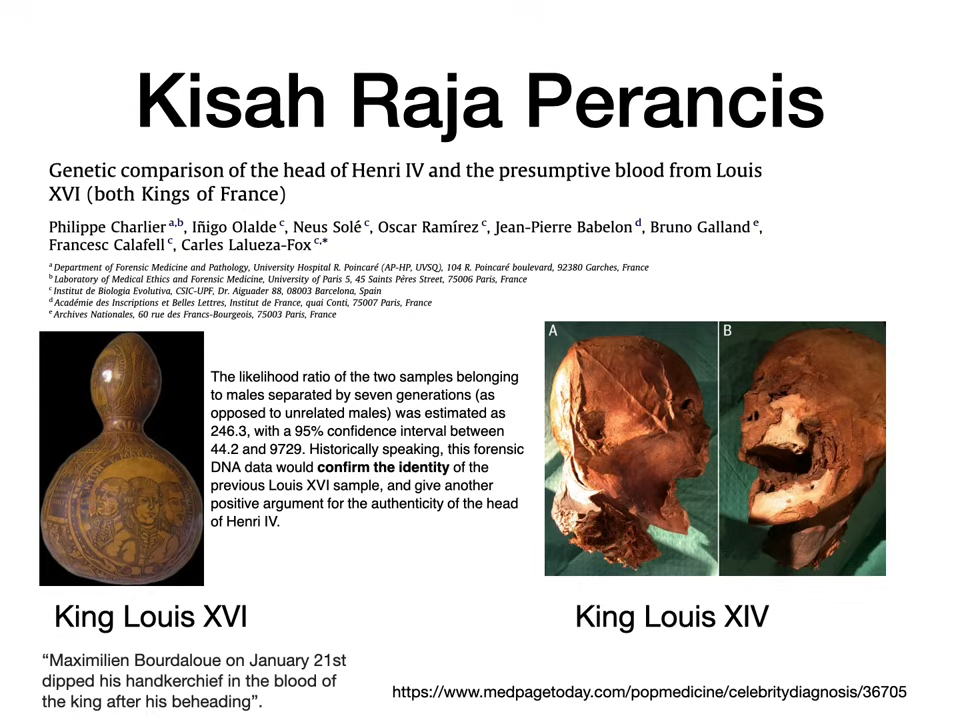 Kisah Raja Perancis
Genetic comparison of the head of Henri IV and the presumptive blood from Louis
XVI (both Kings of France)
Philippe Charlier a,b, Iñigo Olalde c, Neus Solé c, Oscar Ramírez c, Jean-Pierre Babelon d, Bruno Galland e,
Francesc Calafell c, Carles Lalueza-Fox c,*
a Department of Forensic Medicine and Pathology, University Hospital R. Poincaré (AP-HP, UVSQ), 104 R. Poincaré boulevard, 92380 Garches, France
b Laboratory of Medical Ethics and Forensic Medicine, University of Paris 5, 45 Saints Pères Street, 75006 Paris, France
c Institut de Biologia Evolutiva, CSIC-UPF, Dr. Aiguader 88, 08003 Barcelona, Spain
d Académie des Inscriptions et Belles Lettres, Institut de France, quai Conti, 75007 Paris, France
e Archives Nationales, 60 rue des Francs-Bourgeois, 75003 Paris, France
The likelihood ratio of the two samples belonging
to males separated by seven generations (as
opposed to unrelated males) was estimated as
246.3, with a 95% confidence interval between
44.2 and 9729. Historically speaking, this forensic
DNA data would confirm the identity of the
previous Louis XVI sample, and give another
positive argument for the authenticity of the head
of Henri IV.
A
B
King Louis XVI
King Louis XIV
“Maximilien Bourdaloue on January 21st
dipped his handkerchief in the blood of
the king after his beheading”.
https://www.medpagetoday.com/popmedicine/celebritydiagnosis/36705